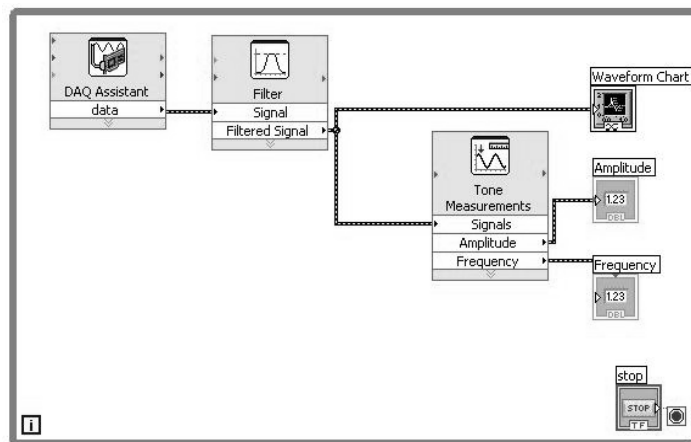 DAQ Assistant
data
Filter
Signal
Filtered Signal
Waveform Chart
Tone
Measurements
Signals
Amplitude
Frequency
Amplitude
1.23
DBL
Frequency
1.23
DBL
stop
STOP
TF
i